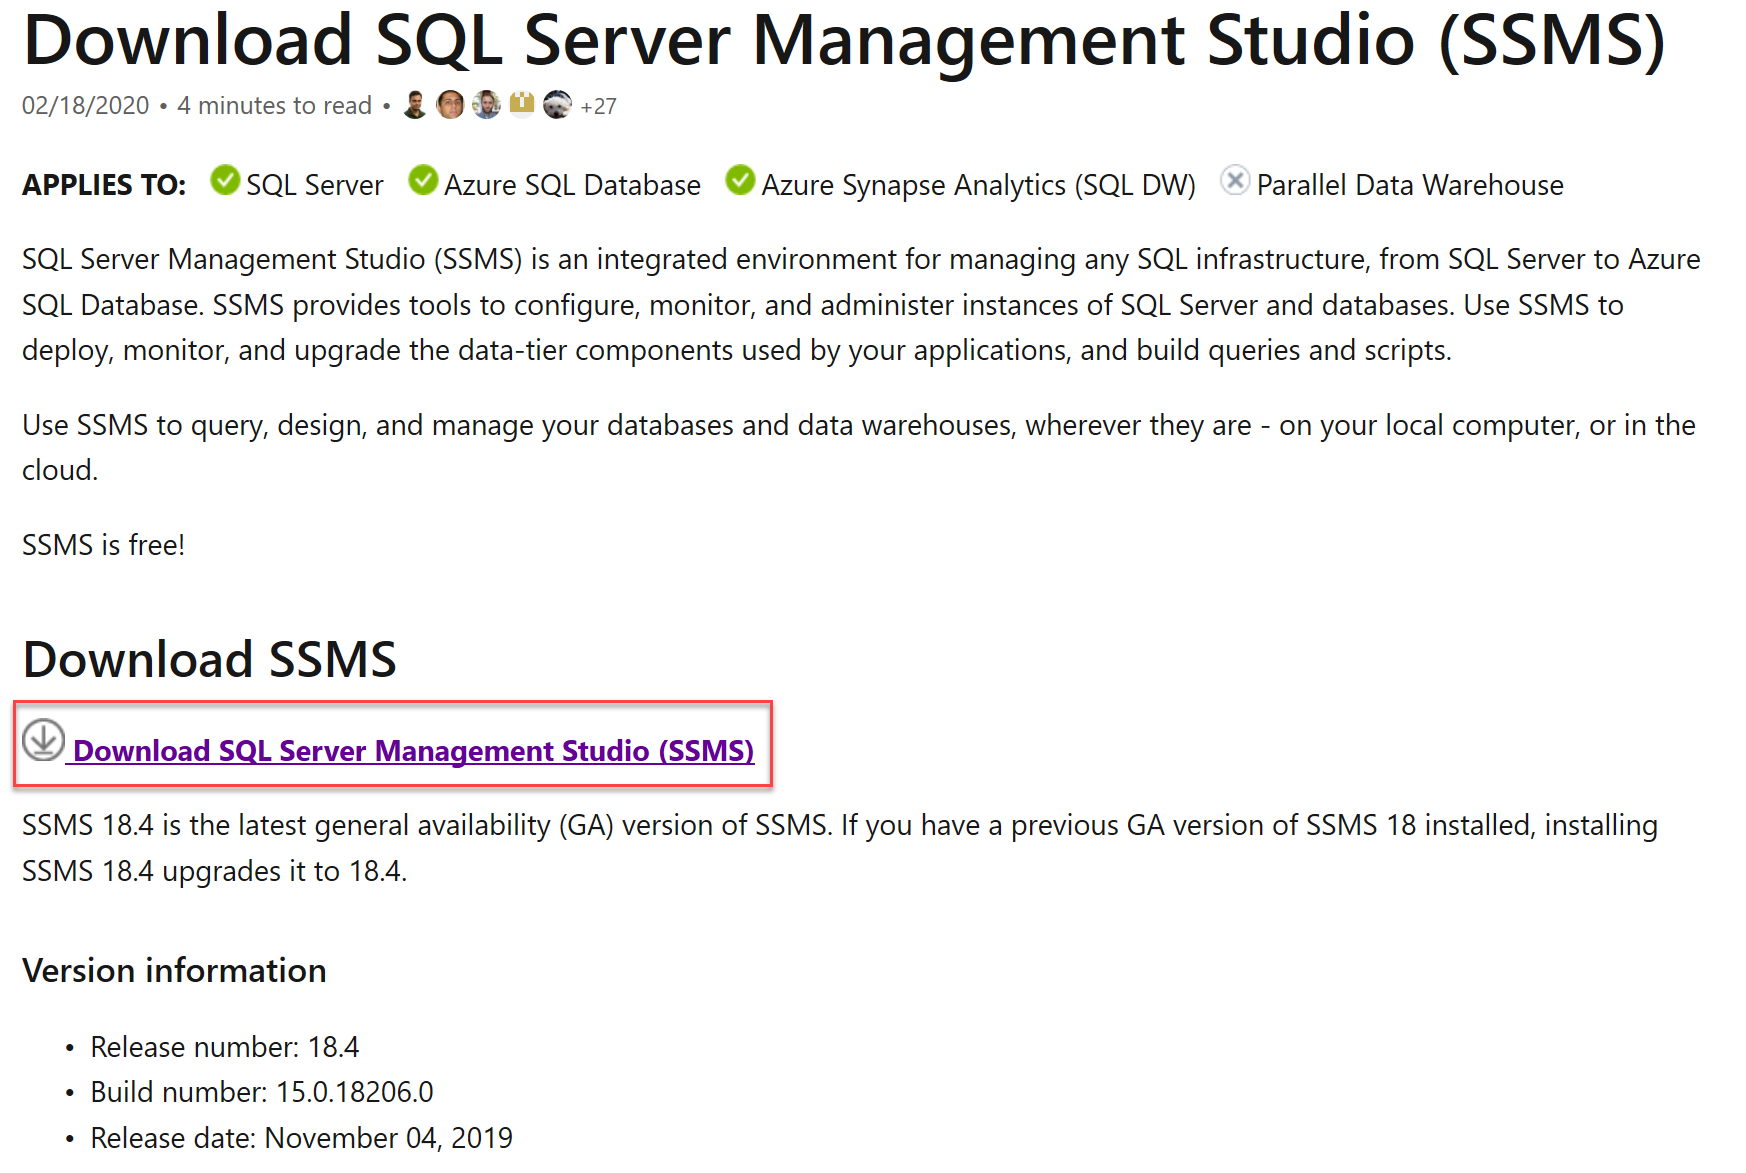 Download SQL Server Management Studio (SSMS)
02/18/2020 • 4 minutes to read • +27
APPLIES TO: SQL Server Azure SQL Database Azure Synapse Analytics (SQL DW) Parallel Data Warehouse
SQL Server Management Studio (SSMS) is an integrated environment for managing any SQL infrastructure, from SQL Server to Azure
SQL Database. SSMS provides tools to configure, monitor, and administer instances of SQL Server and databases. Use SSMS to
deploy, monitor, and upgrade the data-tier components used by your applications, and build queries and scripts.
Use SSMS to query, design, and manage your databases and data warehouses, wherever they are - on your local computer, or in the
cloud.
SSMS is free!
Download SSMS
Download SQL Server Management Studio (SSMS)
SSMS 18.4 is the latest general availability (GA) version of SSMS. If you have a previous GA version of SSMS 18 installed, installing
SSMS 18.4 upgrades it to 18.4.
Version information
• Release number: 18.4
• Build number: 15.0.18206.0
• Release date: November 04, 2019